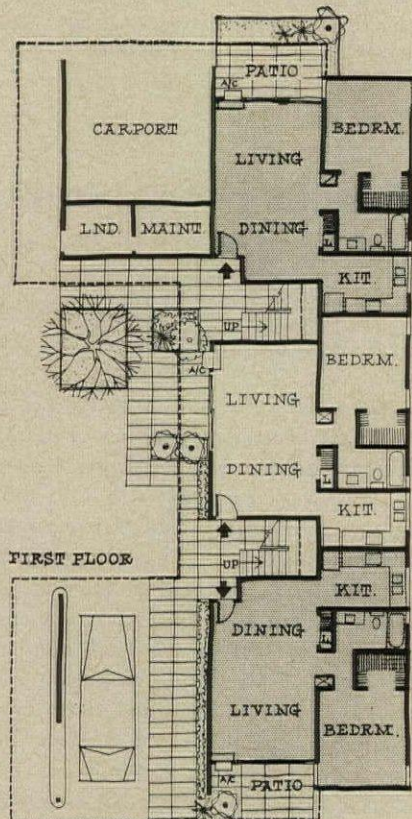 PATIO
A/C
CARPORT
BEDRM.
LIVING
LND. MAINT.
DINING
L
KIT.
UP
BEDRM.
A/C
LIVING
DINING
L
KIT.
UP
FIRST FLOOR
KIT.
DINING
L
LIVING
BEDRM.
A/C
PATIO